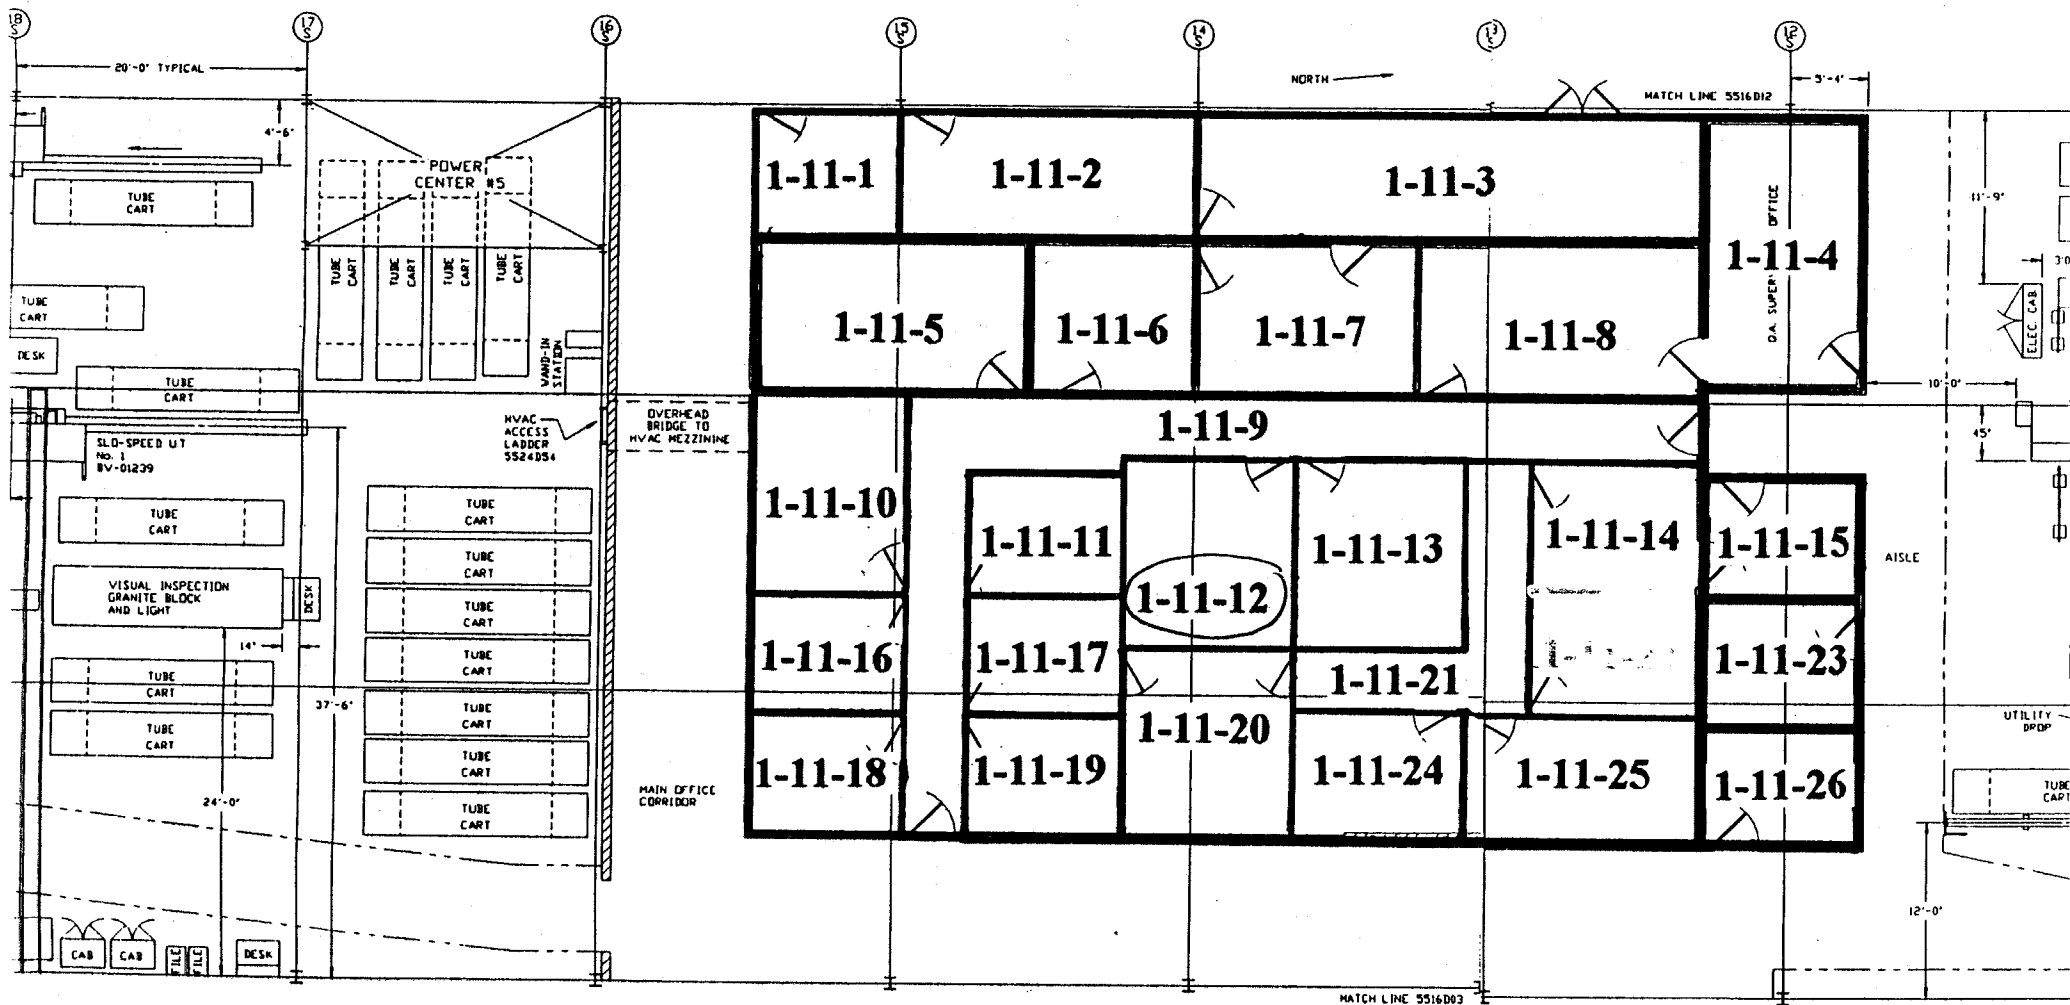 18
S
17
S
16
S
15
S
14
S
13
S
12
S
20'-0" TYPICAL
NORTH
5'-4"
MATCH LINE 5516D12
4'-6"
POWER
CENTER #5
TUBE
CART
TUBE
CART
TUBE
CART
TUBE
CART
TUBE
CART
TUBE
CART
DESK
TUBE
CART
WAND-IN
STATION
HVAC
ACCESS
LADDER
5524D54
OVERHEAD
BRIDGE TO
HVAC MEZZININE
SLO-SPEED UT
No. 1
BV-01239
TUBE
CART
VISUAL INSPECTION
GRANITE BLOCK
AND LIGHT
DESK
14"
TUBE
CART
TUBE
CART
37'-6"
24'-0"
TUBE
CART
TUBE
CART
TUBE
CART
TUBE
CART
TUBE
CART
TUBE
CART
TUBE
CART
CAB
CAB
FILE
FILE
DESK
MAIN OFFICE
CORRIDOR
1-11-1
1-11-2
1-11-3
1-11-4
Q.A. SUPER'
OFFICE
1-11-5
1-11-6
1-11-7
1-11-8
1-11-9
1-11-10
1-11-11
1-11-12
1-11-13
1-11-14
1-11-15
1-11-16
1-11-17
1-11-21
1-11-23
1-11-18
1-11-19
1-11-20
1-11-24
1-11-25
1-11-26
11'-9"
ELEC. CAB
10'-0"
45"
AISLE
UTILITY
DROP
TUBE
CART
12'-0"
MATCH LINE 5516D03